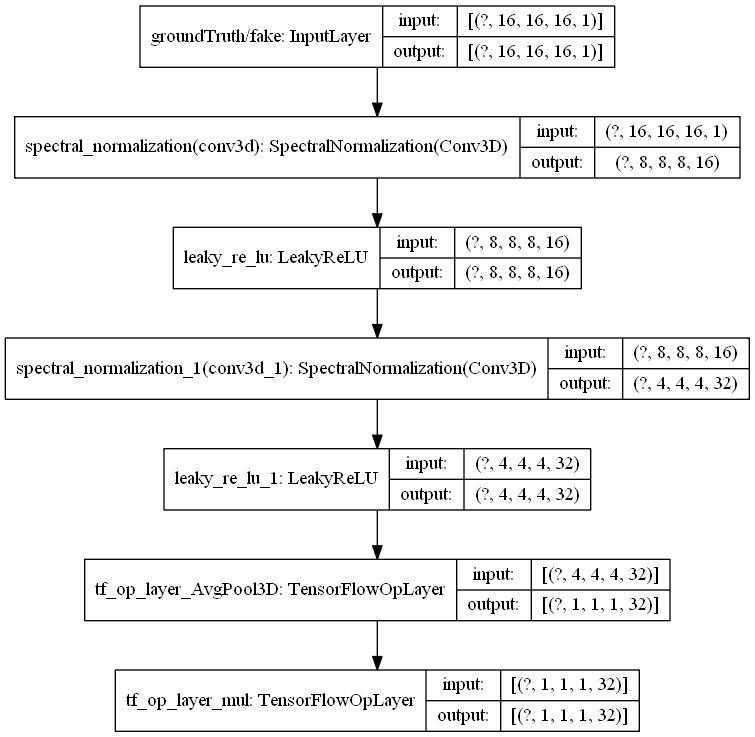 groundTruth/fake: InputLayer
input: [(?, 16, 16, 16, 1)]
output: [(?, 16, 16, 16, 1)]
spectral_normalization(conv3d): SpectralNormalization(Conv3D)
input: (?, 16, 16, 16, 1)
output: (?, 8, 8, 8, 16)
leaky_re_lu: LeakyReLU
input: (?, 8, 8, 8, 16)
output: (?, 8, 8, 8, 16)
spectral_normalization_1(conv3d_1): SpectralNormalization(Conv3D)
input: (?, 8, 8, 8, 16)
output: (?, 4, 4, 4, 32)
leaky_re_lu_1: LeakyReLU
input: (?, 4, 4, 4, 32)
output: (?, 4, 4, 4, 32)
tf_op_layer_AvgPool3D: TensorFlowOpLayer
input: [(?, 4, 4, 4, 32)]
output: [(?, 1, 1, 1, 32)]
tf_op_layer_mul: TensorFlowOpLayer
input: [(?, 1, 1, 1, 32)]
output: [(?, 1, 1, 1, 32)]